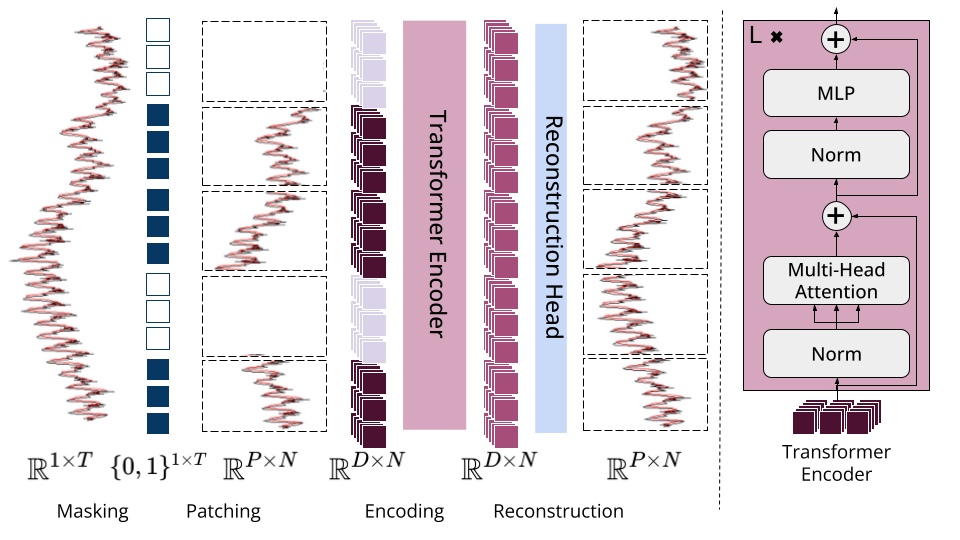 Transformer Encoder
Reconstruction Head
ℝ^{1×T}
{0, 1}^{1×T}
ℝ^{P×N}
ℝ^{D×N}
ℝ^{D×N}
ℝ^{P×N}
Masking
Patching
Encoding
Reconstruction
L ✖
+
MLP
Norm
+
Multi-Head
Attention
Norm
Transformer
Encoder